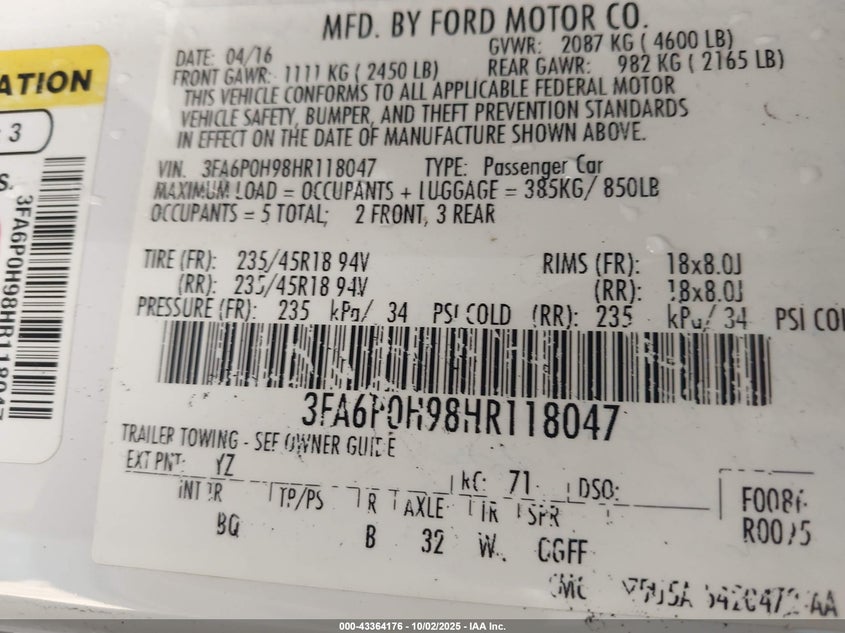 MFD. BY FORD MOTOR CO.
DATE: 04/16 GVWR: 2087 KG ( 4600 LB)
FRONT GAWR: 1111 KG ( 2450 LB) REAR GAWR: 982 KG ( 2165 LB)
THIS VEHICLE CONFORMS TO ALL APPLICABLE FEDERAL MOTOR
VEHICLE SAFETY, BUMPER, AND THEFT PREVENTION STANDARDS
IN EFFECT ON THE DATE OF MANUFACTURE SHOWN ABOVE.
VIN. 3FA6P0H98HR118047 TYPE: Passenger Car
MAXIMUM LOAD = OCCUPANTS + LUGGAGE = 385KG/ 850LB
OCCUPANTS = 5 TOTAL; 2 FRONT, 3 REAR
TIRE (FR): 235/45R18 94V RIMS (FR): 18x8.0J
(RR): 235/45R18 94V (RR): 18x8.0J
PRESSURE (FR): 235 kPa/ 34 PSI COLD (RR): 235 kPa/ 34 PSI COL
3FA6P0H98HR118047
TRAILER TOWING - SEE OWNER GUIDE
EXT PNT: YZ RC: 71 DSO:
INT TR TP/PS R AXLE TR SPR
BQ B 32 W. CGFF
ATION
3
S.
3FA6P0H98HR118047
000-43364176 - 10/02/2025 - IAA Inc.